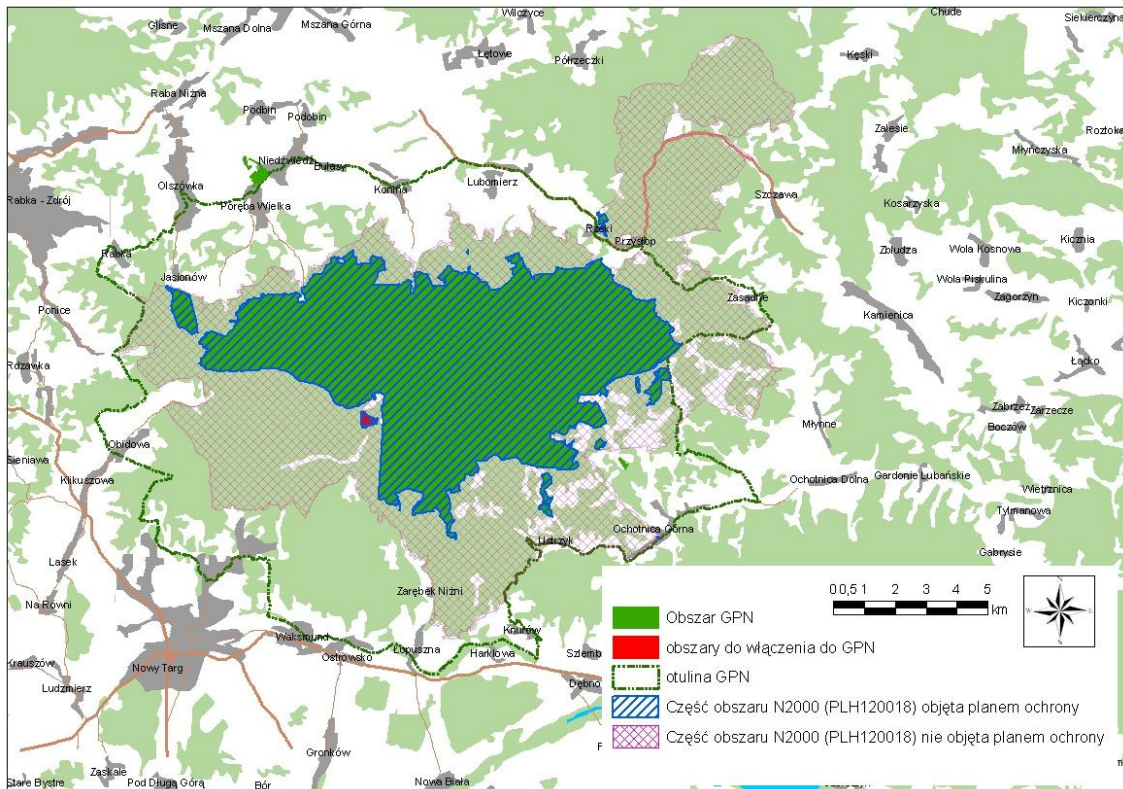 Glisne
Mszana Dolna
Mszana Górna
Wilczyce
Chude
Siekierczyna
Łętowe
Półrzeczki
Kęski
Raba Niżna
Podbin
Podobin
Zalesie
Młyńczyska
Niedźwiedź
Bułasy
Olszówka
Konina
Lubomierz
Szczawa
Rabka - Zdrój
Poręba Wielka
Kosarzyska
Rzeki
Przysłop
Kicznia
Rabka
Zbludza
Wola Kosnowa
Jasionów
Wola Piskulina
Zasadne
Zagorzyn
Kiczonki
Ponice
Kamienica
Rdzawka
Łącko
Zabrzeż
Zarzecze
Młynne
Boczów
Obidowa
Sieniawa
Klikuszowa
Ochotnica Dolna
Gardonie Lubańskie
Wietrznica
Tylmanowa
Ochotnica Górna
Ustrzyk
Gabrysie
Lasek
Zarębek Niżni
Na Równi
Knurów
Waksmund
Łopuszna
Ostrowsko
Harklowa
Szlemb
Krauszów
Nowy Targ
Dębno
Ludźmierz
Gronków
Zaskale
Stare Bystre
Pod Długą Górą
Bór
Nowa Biała
0 0,5 1 2 3 4 5
km
N
W E
S
Obszar GPN
obszary do włączenia do GPN
otulina GPN
Część obszaru N2000 (PLH120018) objęta planem ochrony
Część obszaru N2000 (PLH120018) nie objęta planem ochrony